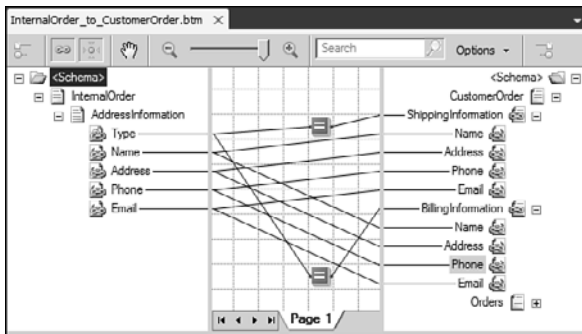 InternalOrder_to_CustomerOrder.btm
Search
Options
<Schema>
InternalOrder
AddressInformation
Type
Name
Address
Phone
Email
<Schema>
CustomerOrder
ShippingInformation
Name
Address
Phone
Email
BillingInformation
Name
Address
Phone
Email
Orders
Page 1